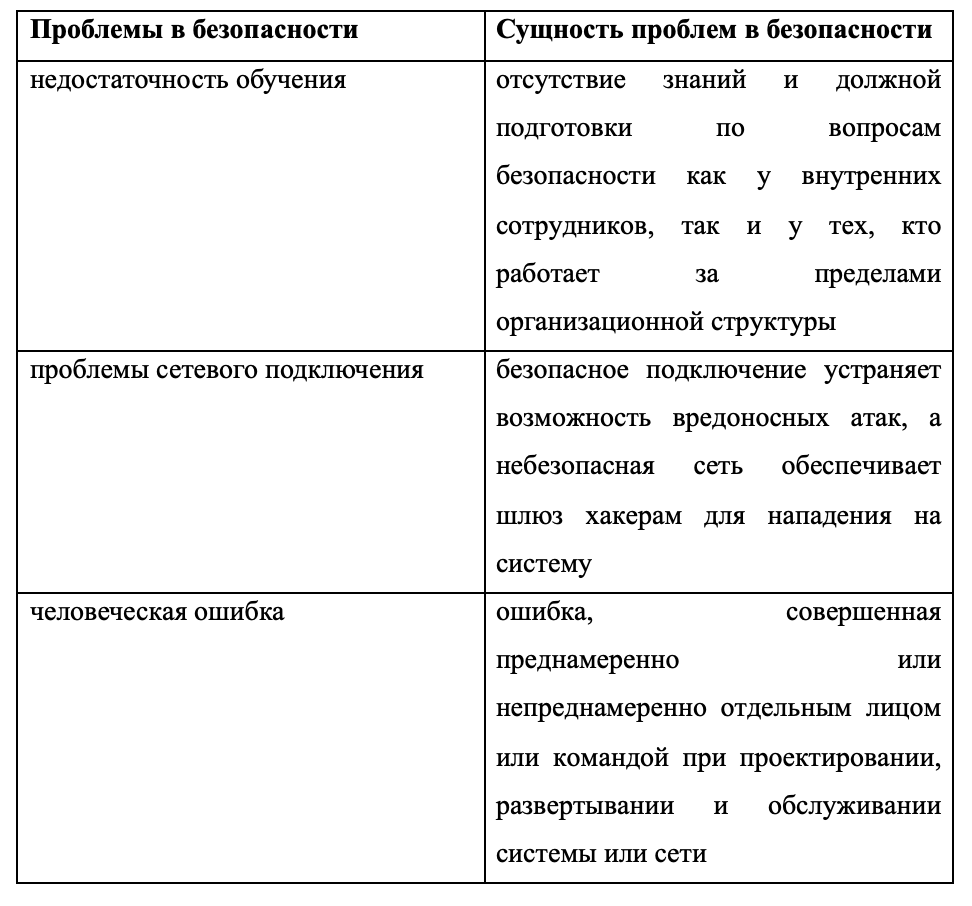 Проблемы в безопасности
Сущность проблем в безопасности
недостаточность обучения
отсутствие знаний и должной
подготовки по вопросам
безопасности как у внутренних
сотрудников, так и у тех, кто
работает за пределами
организационной структуры
проблемы сетевого подключения
безопасное подключение устраняет
возможность вредоносных атак, а
небезопасная сеть обеспечивает
шлюз хакерам для нападения на
систему
человеческая ошибка
ошибка, совершенная
преднамеренно или
непреднамеренно отдельным лицом
или командой при проектировании,
развертывании и обслуживании
системы или сети